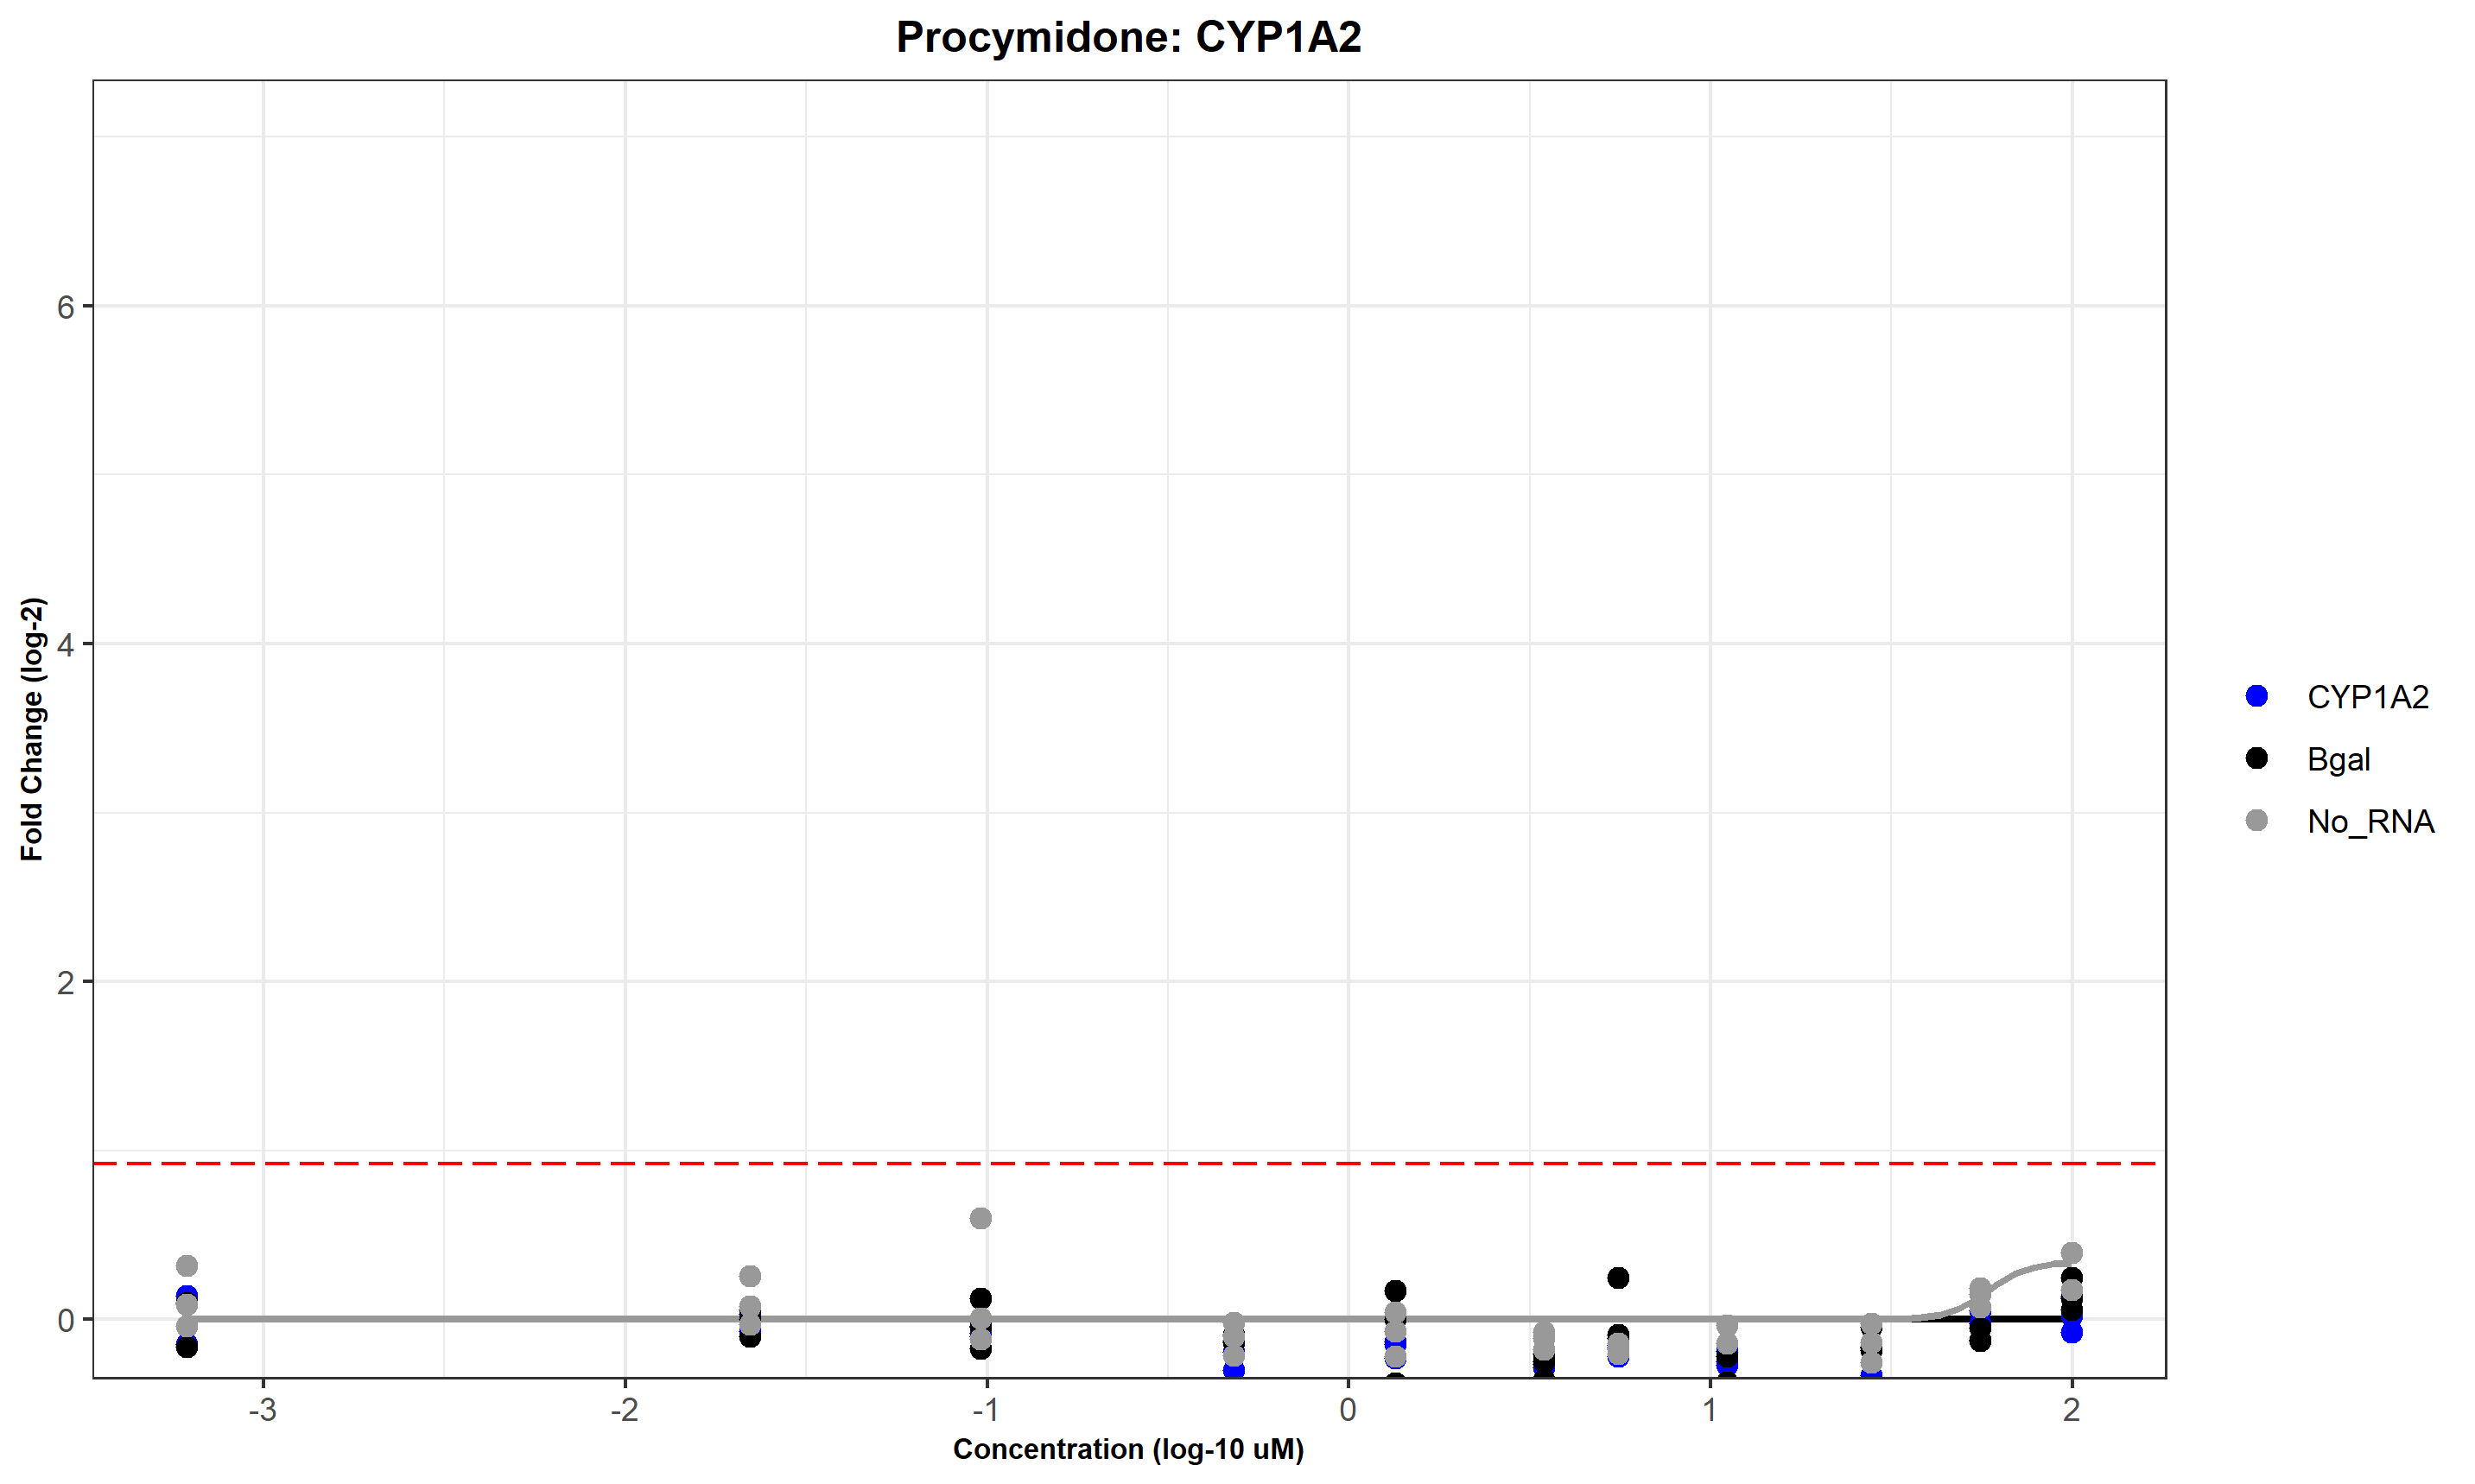 Procymidone: CYP1A2
Fold Change (log-2)
6
4
2
0
-3
-2
-1
0
1
2
Concentration (log-10 uM)
CYP1A2
Bgal
No_RNA